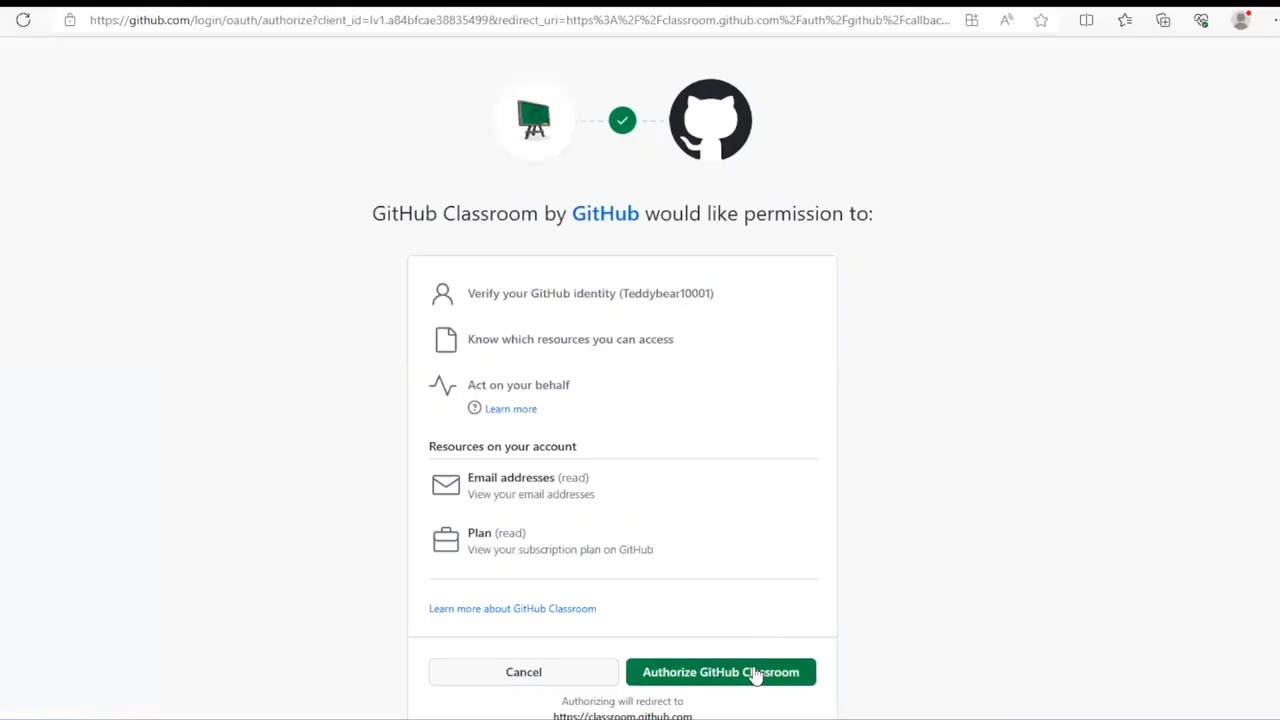 https://github.com/login/oauth/authorize?client_id=lv1.a84bfcae38835499&redirect_uri=https%3A%2F%2Fclassroom.github.com%2Fauth%2Fgithub%2Fcallbac...
GitHub Classroom by GitHub would like permission to:
Verify your GitHub identity (Teddybear10001)
Know which resources you can access
Act on your behalf
Learn more
Resources on your account
Email addresses (read)
View your email addresses
Plan (read)
View your subscription plan on GitHub
Learn more about GitHub Classroom
Cancel
Authorize GitHub Classroom
Authorizing will redirect to
https://classroom.github.com